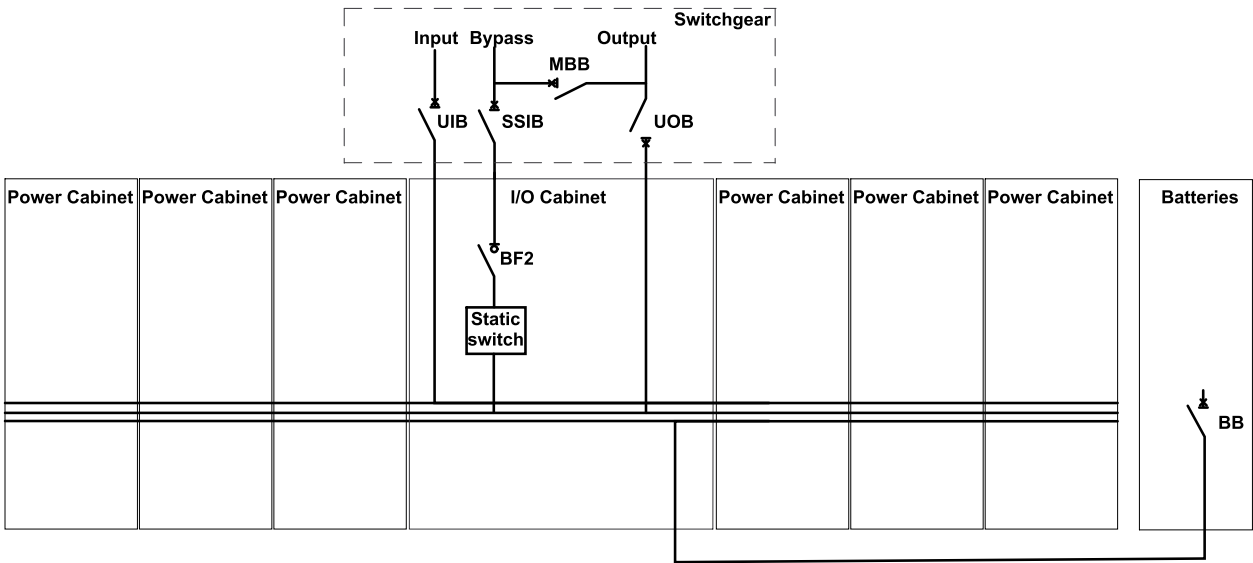 Switchgear
Input Bypass Output
MBB
UIB SSIB UOB
Power Cabinet Power Cabinet Power Cabinet I/O Cabinet Power Cabinet Power Cabinet Power Cabinet Batteries
BF2
Static
switch
BB